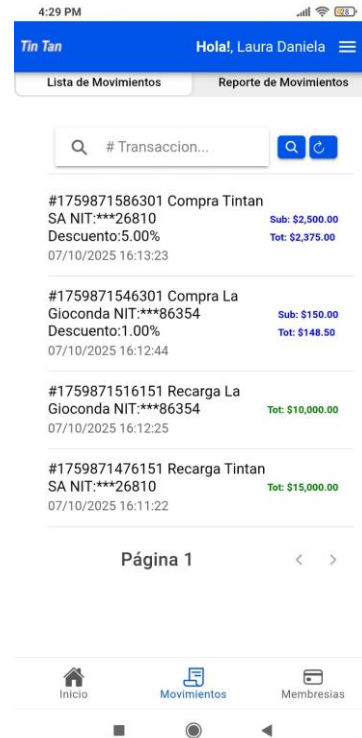 4:29 PM
28
Tin Tan
Hola!, Laura Daniela
Lista de Movimientos
Reporte de Movimientos
# Transaccion...
#1759871586301 Compra Tintan
SA NIT:***26810
Sub: $2,500.00
Descuento:5.00%
Tot: $2,375.00
07/10/2025 16:13:23
#1759871546301 Compra La
Gioconda NIT:***86354
Sub: $150.00
Descuento:1.00%
Tot: $148.50
07/10/2025 16:12:44
#1759871516151 Recarga La
Gioconda NIT:***86354
Tot: $10,000.00
07/10/2025 16:12:25
#1759871476151 Recarga Tintan
SA NIT:***26810
Tot: $15,000.00
07/10/2025 16:11:22
Página 1
Inicio
Movimientos
Membresias